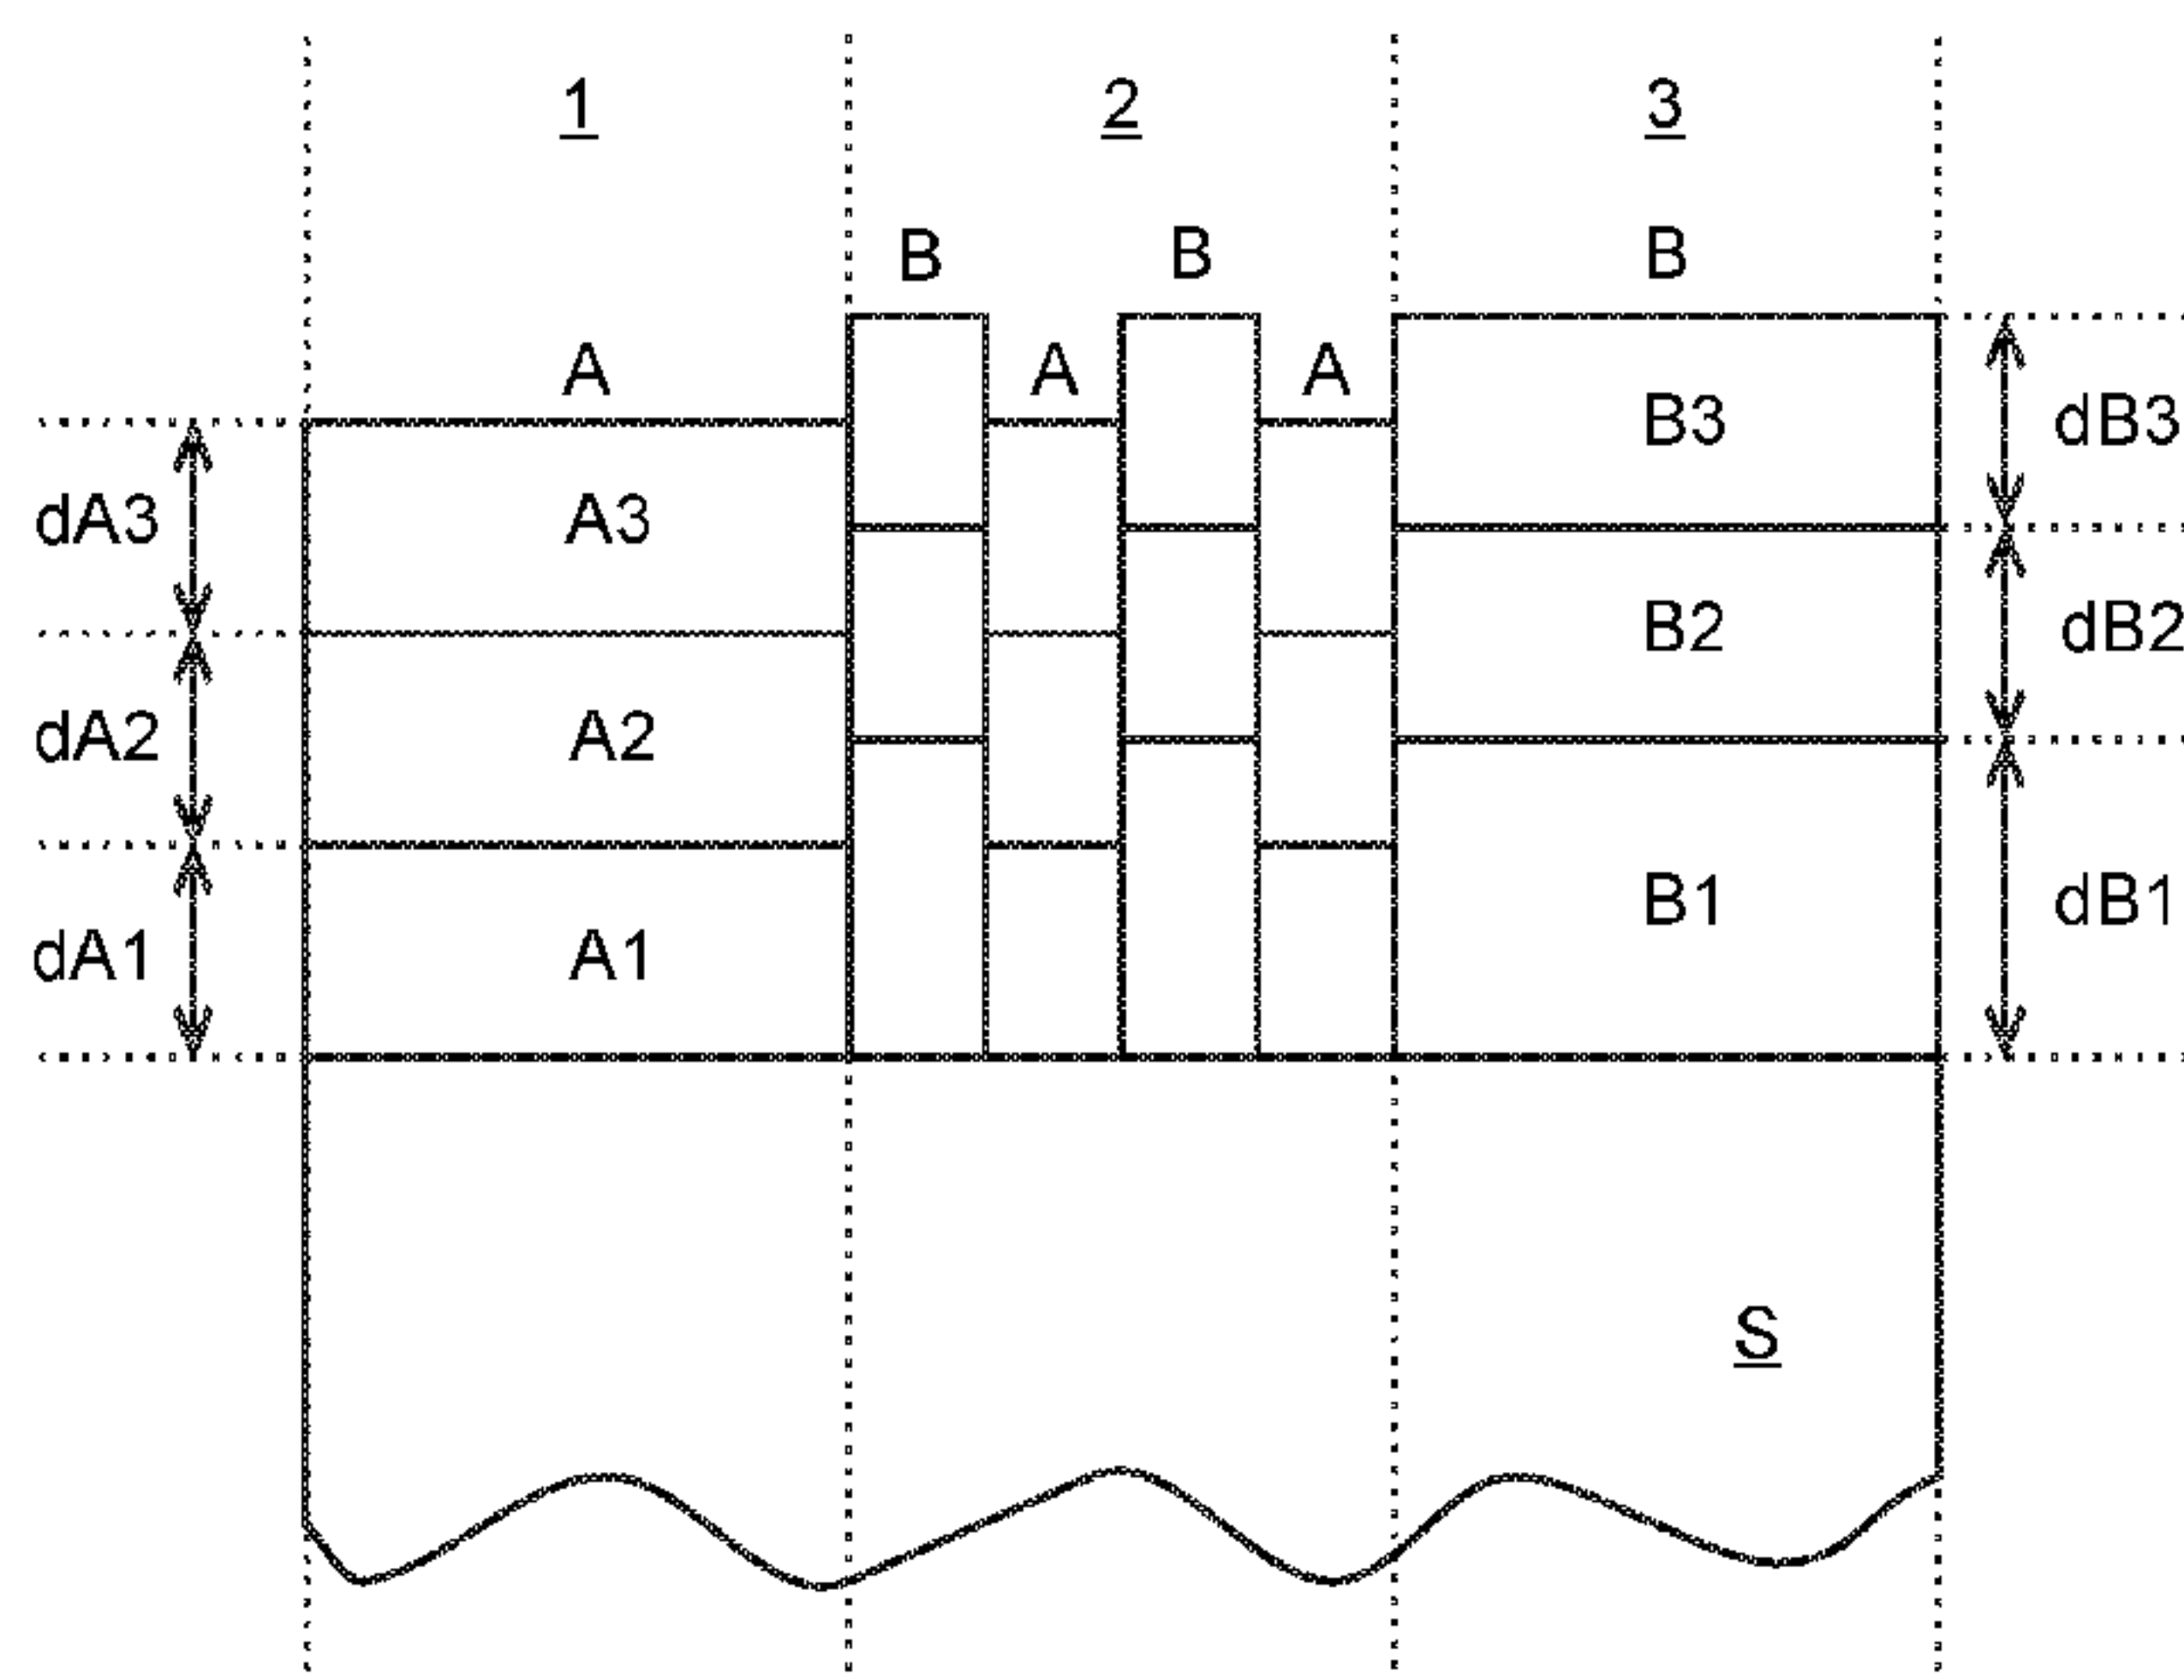 1 2 3
B B B
A A A
B3 dB3
dA3 A3
B2 dB2
dA2 A2
B1 dB1
dA1 A1
S